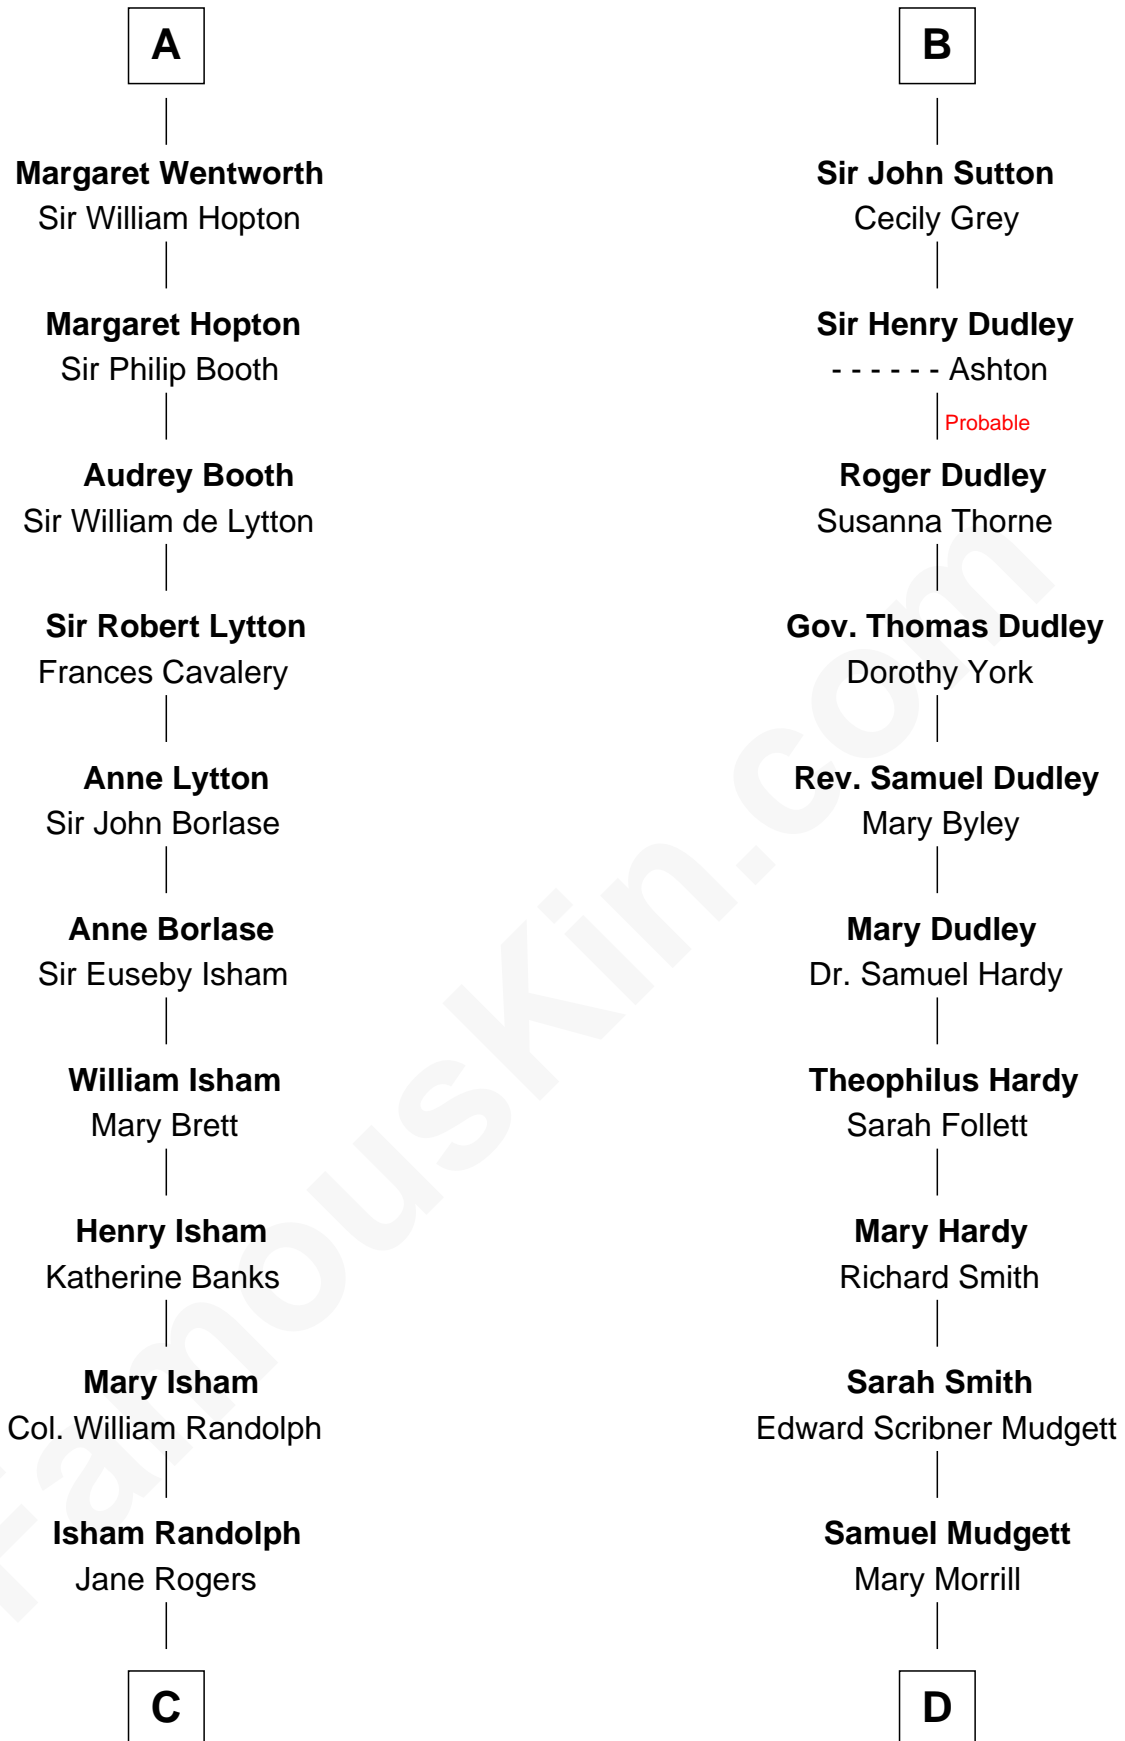 A
Margaret Wentworth
Sir William Hopton
Margaret Hopton
Sir Philip Booth
Audrey Booth
Sir William de Lytton
Sir Robert Lytton
Frances Cavalery
Anne Lytton
Sir John Borlase
Anne Borlase
Sir Euseby Isham
William Isham
Mary Brett
Henry Isham
Katherine Banks
Mary Isham
Col. William Randolph
Isham Randolph
Jane Rogers
C
B
Sir John Sutton
Cecily Grey
Sir Henry Dudley
- - - - - - Ashton
Probable
Roger Dudley
Susanna Thorne
Gov. Thomas Dudley
Dorothy York
Rev. Samuel Dudley
Mary Byley
Mary Dudley
Dr. Samuel Hardy
Theophilus Hardy
Sarah Follett
Mary Hardy
Richard Smith
Sarah Smith
Edward Scribner Mudgett
Samuel Mudgett
Mary Morrill
D
FamousKin.com